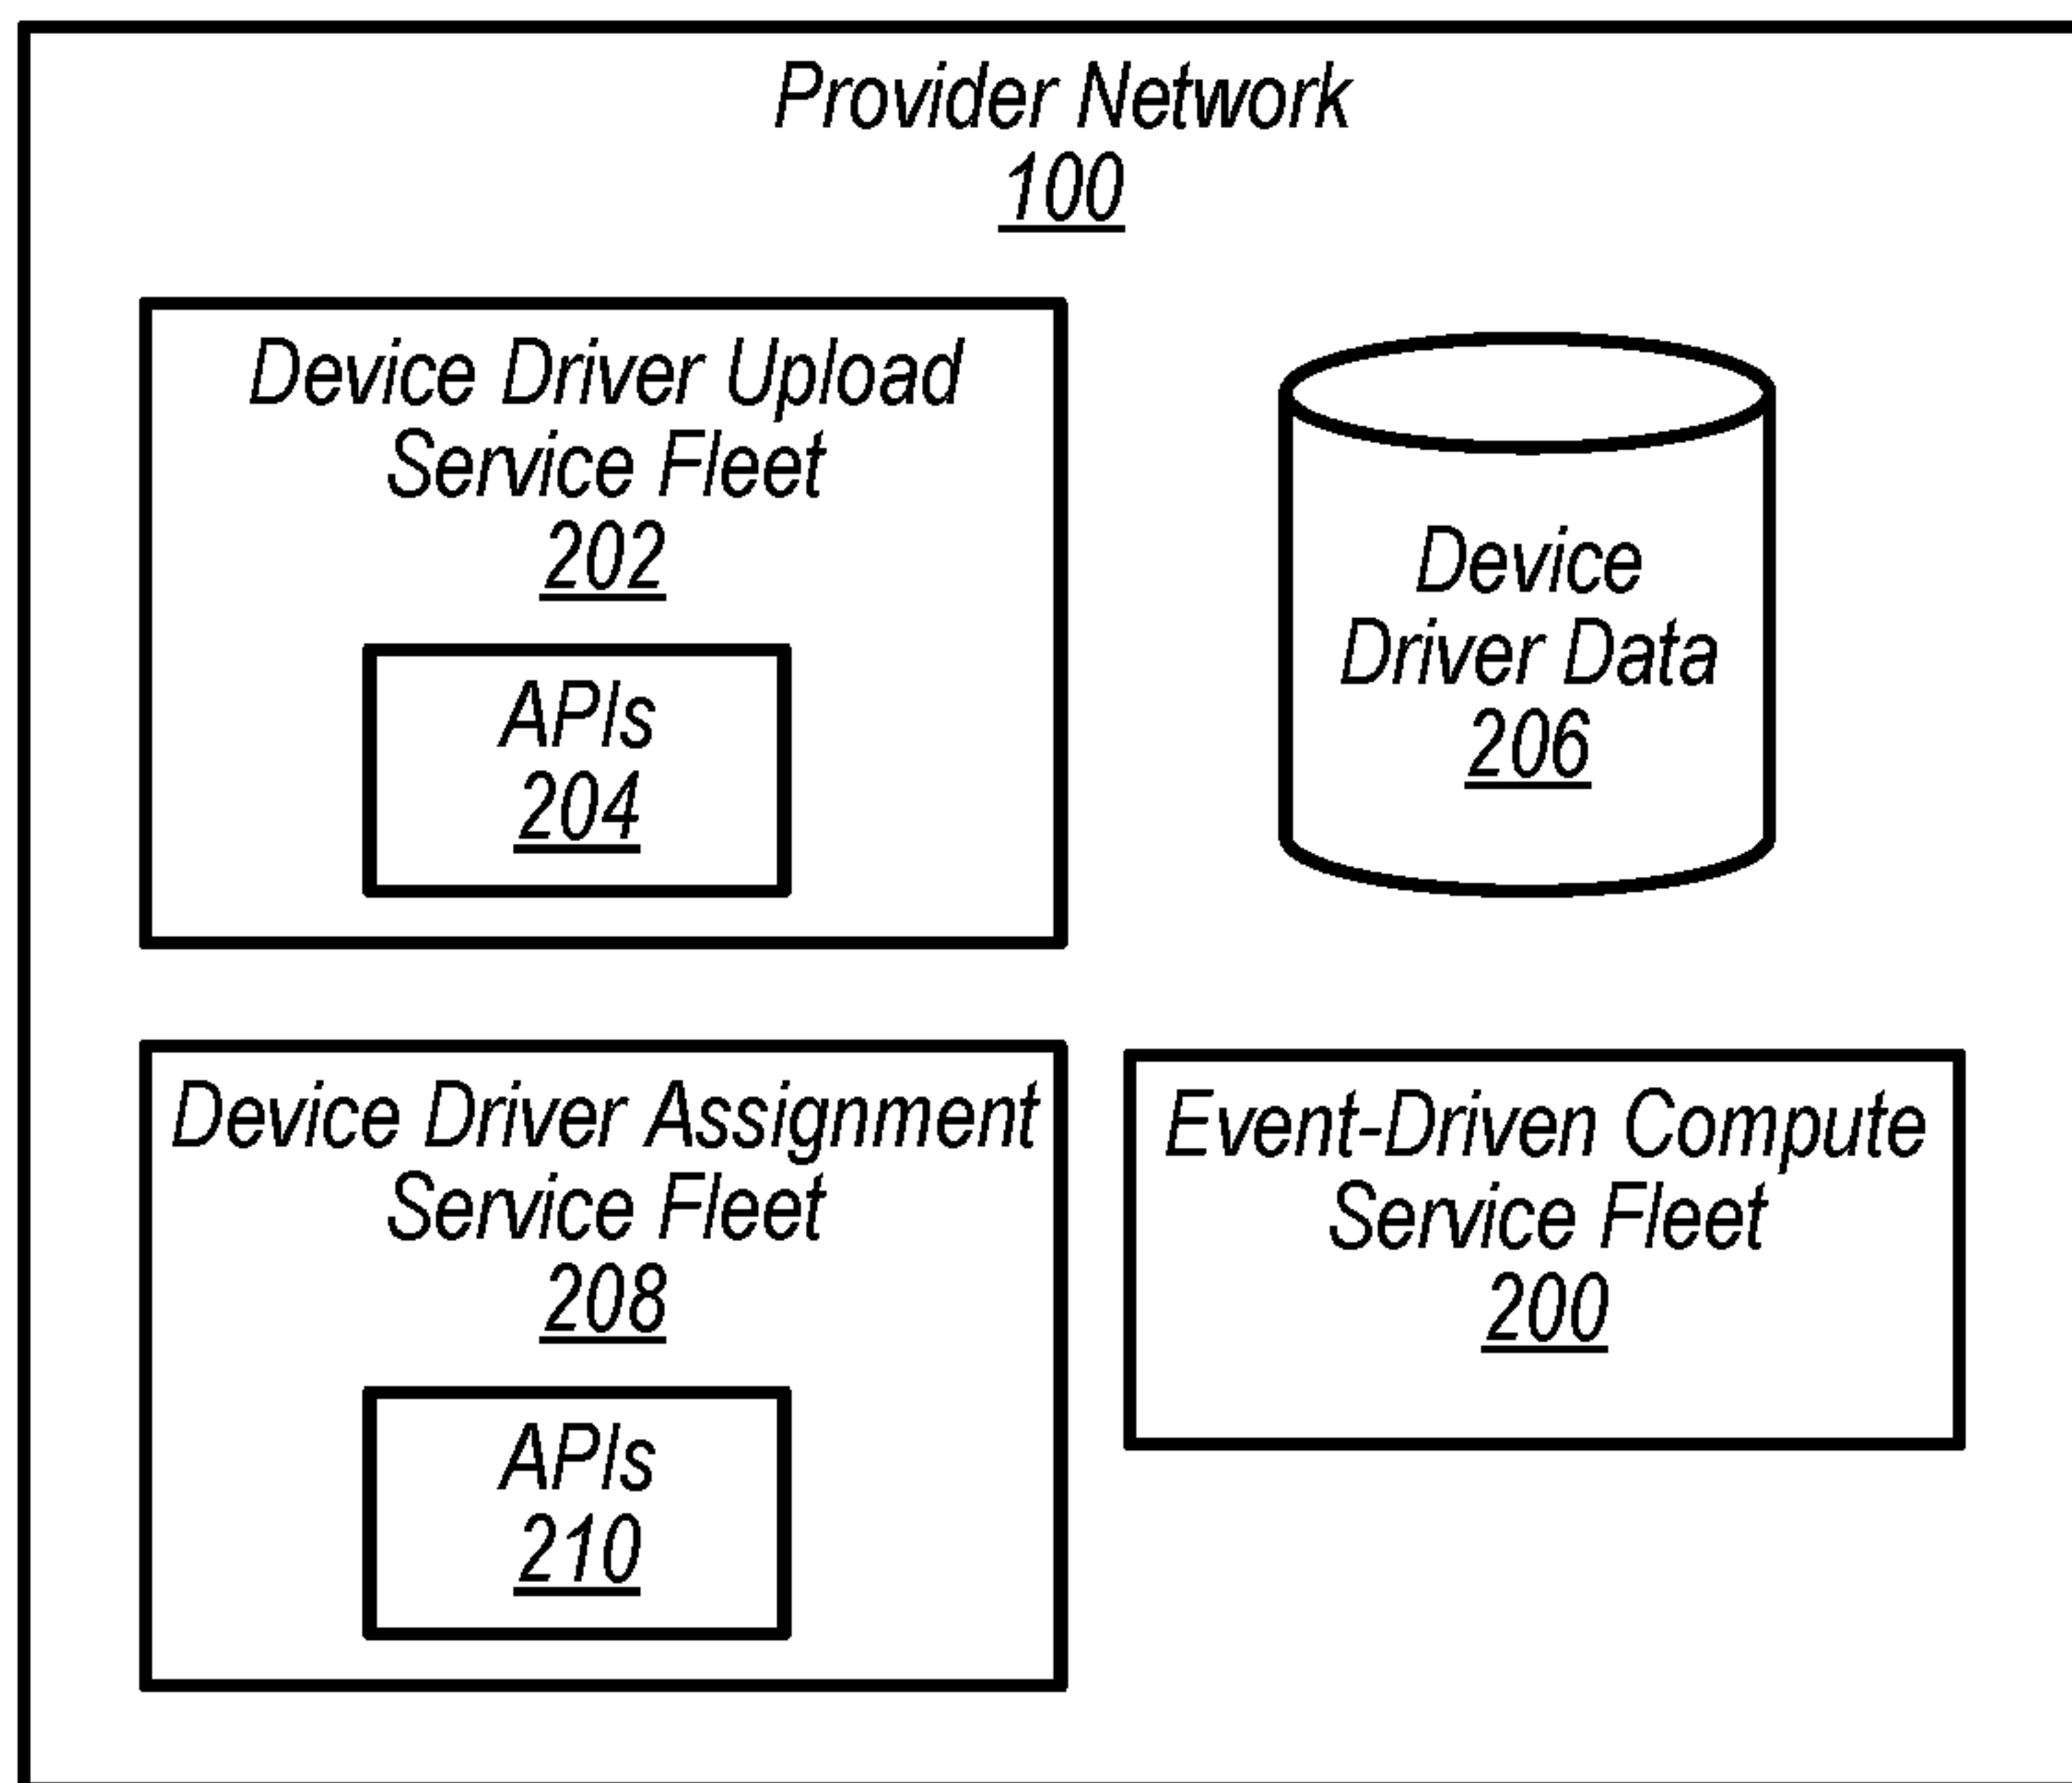 Provider Network
100
Device Driver Upload
Service Fleet
202
APIs
204
Device
Driver Data
206
Device Driver Assignment
Service Fleet
208
APIs
210
Event-Driven Compute
Service Fleet
200